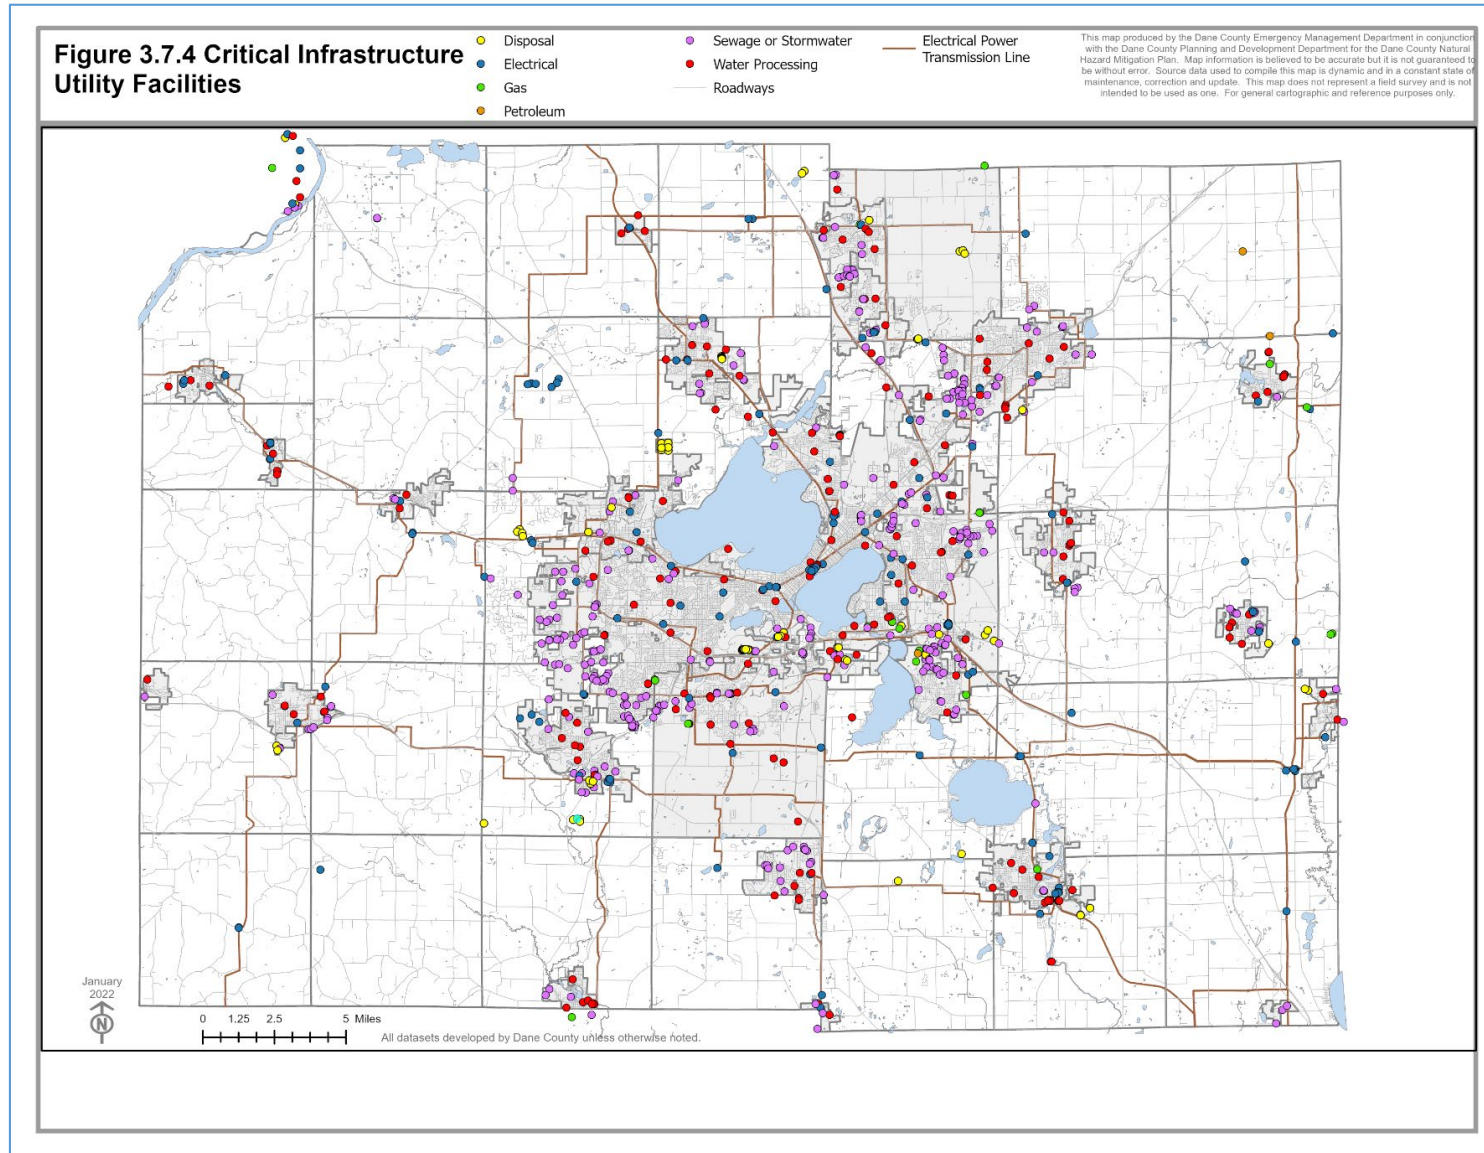 Figure 3.7.4 Critical Infrastructure
Utility Facilities
Disposal
Electrical
Gas
Petroleum
Sewage or Stormwater
Water Processing
Roadways
Electrical Power
Transmission Line
This map produced by the Dane County Emergency Management Department in conjunction
with the Dane County Planning and Development Department for the Dane County Natural
Hazard Mitigation Plan. Map information is believed to be accurate but it is not guaranteed to
be without error. Source data used to compile this map is dynamic and in a constant state of
maintenance, correction and update. This map does not represent a field survey and is not
intended to be used as one. For general cartographic and reference purposes only.
January
2022
N
0 1.25 2.5 5 Miles
All datasets developed by Dane County unless otherwise noted.